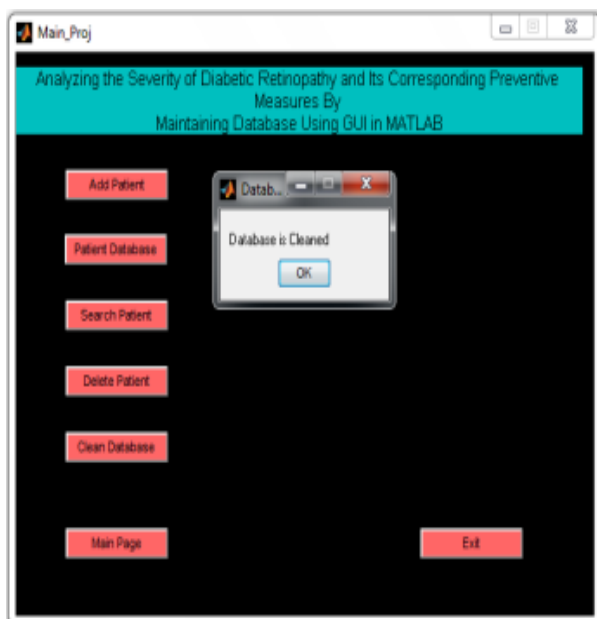 Main_Proj
Analyzing the Severity of Diabetic Retinopathy and Its Corresponding Preventive
Measures By
Maintaining Database Using GUI in MATLAB
Add Patient
Datab...
Database is Cleaned
OK
Patient Database
Search Patient
Delete Patient
Clean Database
Main Page
Exit